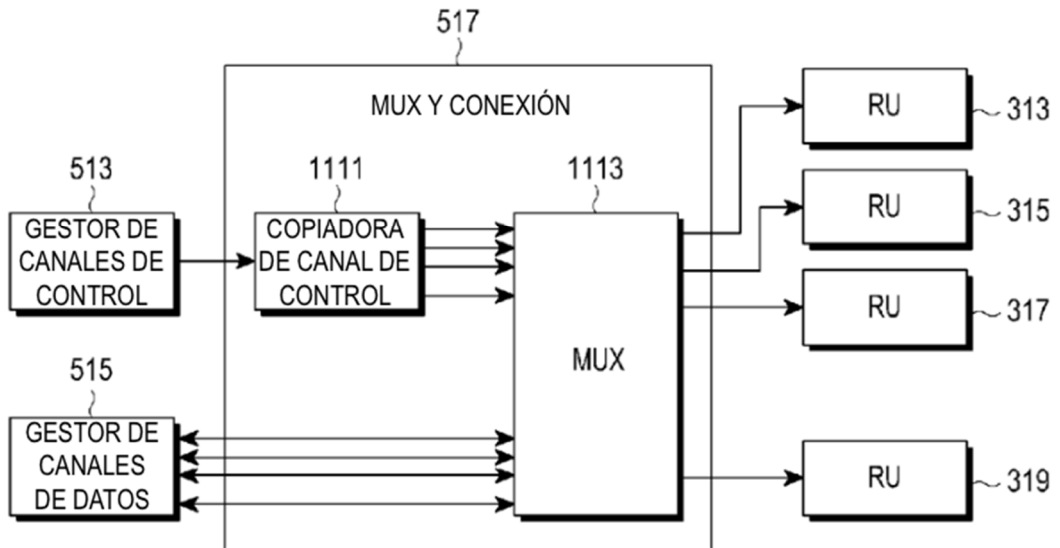 517
MUX Y CONEXIÓN
513
GESTOR DE
CANALES DE
CONTROL
1111
COPIADORA
DE CANAL DE
CONTROL
1113
MUX
515
GESTOR DE
CANALES
DE DATOS
RU
313
RU
315
RU
317
RU
319